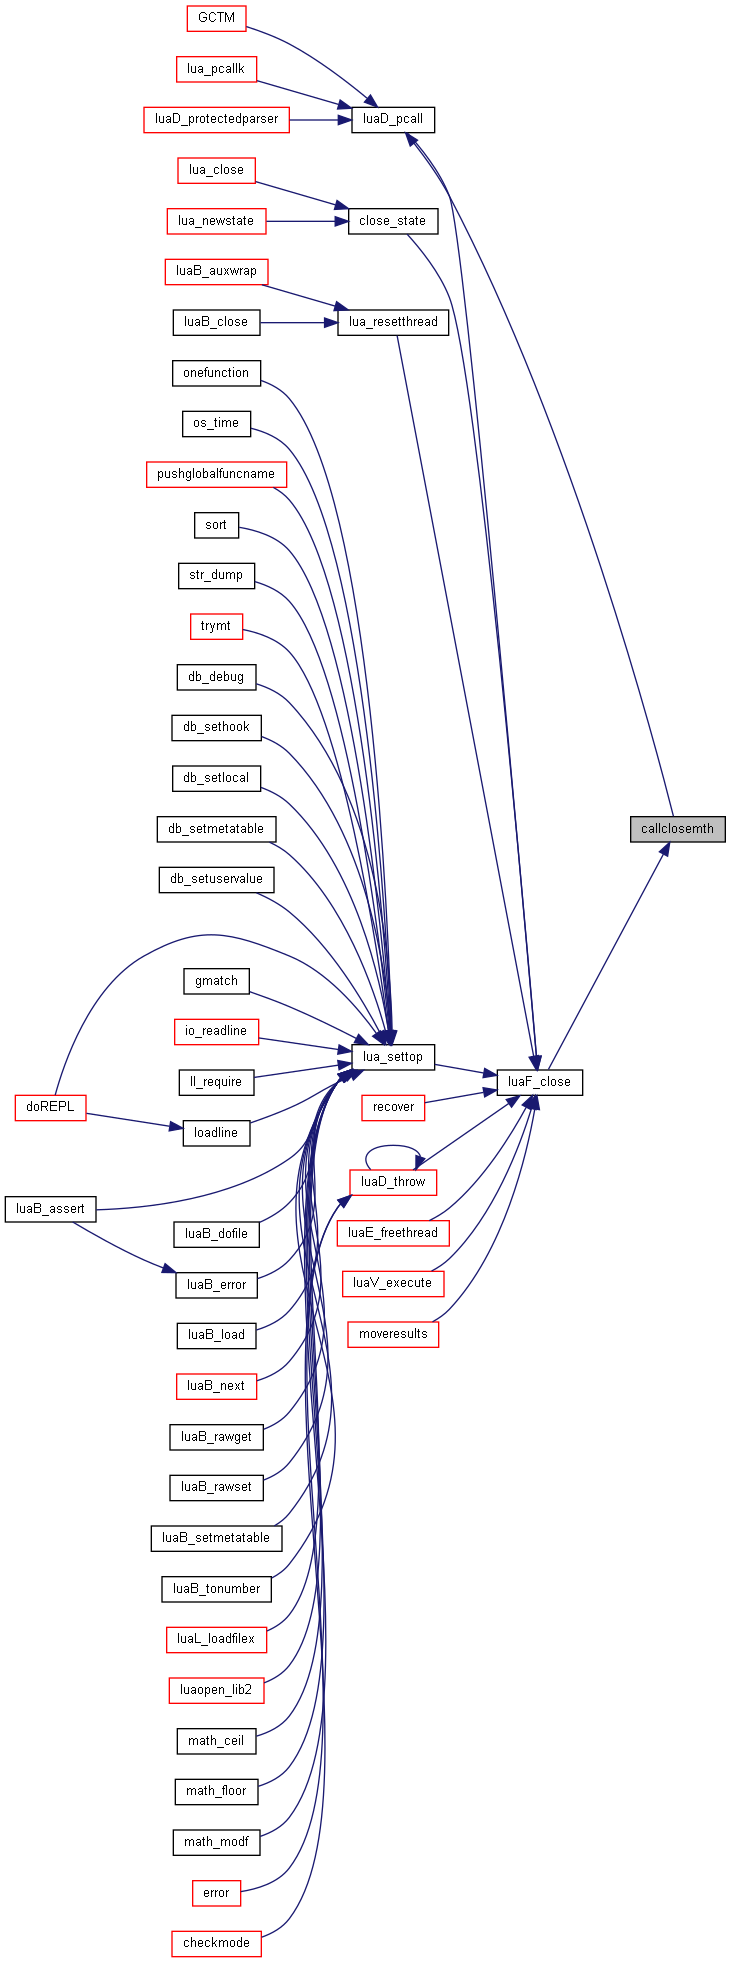 GCTM
lua_pcallk
luaD_protectedparser
luaD_pcall
lua_close
lua_newstate
close_state
luaB_auxwrap
luaB_close
lua_resetthread
onefunction
os_time
pushglobalfuncname
sort
str_dump
trymt
db_debug
db_sethook
db_setlocal
db_setmetatable
db_setuservalue
callclosemth
gmatch
io_readline
lua_settop
ll_require
luaF_close
doREPL
loadline
recover
luaD_throw
luaB_assert
luaB_dofile
luaE_freethread
luaB_error
luaV_execute
luaB_load
moveresults
luaB_next
luaB_rawget
luaB_rawset
luaB_setmetatable
luaB_tonumber
luaL_loadfilex
luaopen_lib2
math_ceil
math_floor
math_modf
error
checkmode